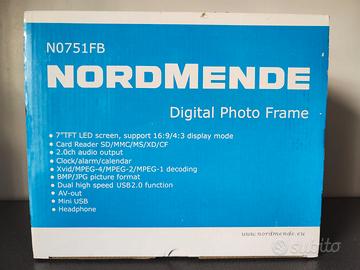 N0751FB
NORDMENDE
Digital Photo Frame
• 7"TFT LED screen, support 16:9/4:3 display mode
• Card Reader SD/MMC/MS/XD/CF
• 2.0ch audio output
• Clock/alarm/calendar
• Xvid/MPEG-4/MPEG-2/MPEG-1 decoding
• BMP/JPG picture format
• Dual high speed USB2.0 function
• AV-out
• Mini USB
• Headphone
www.nordmende.eu
subito